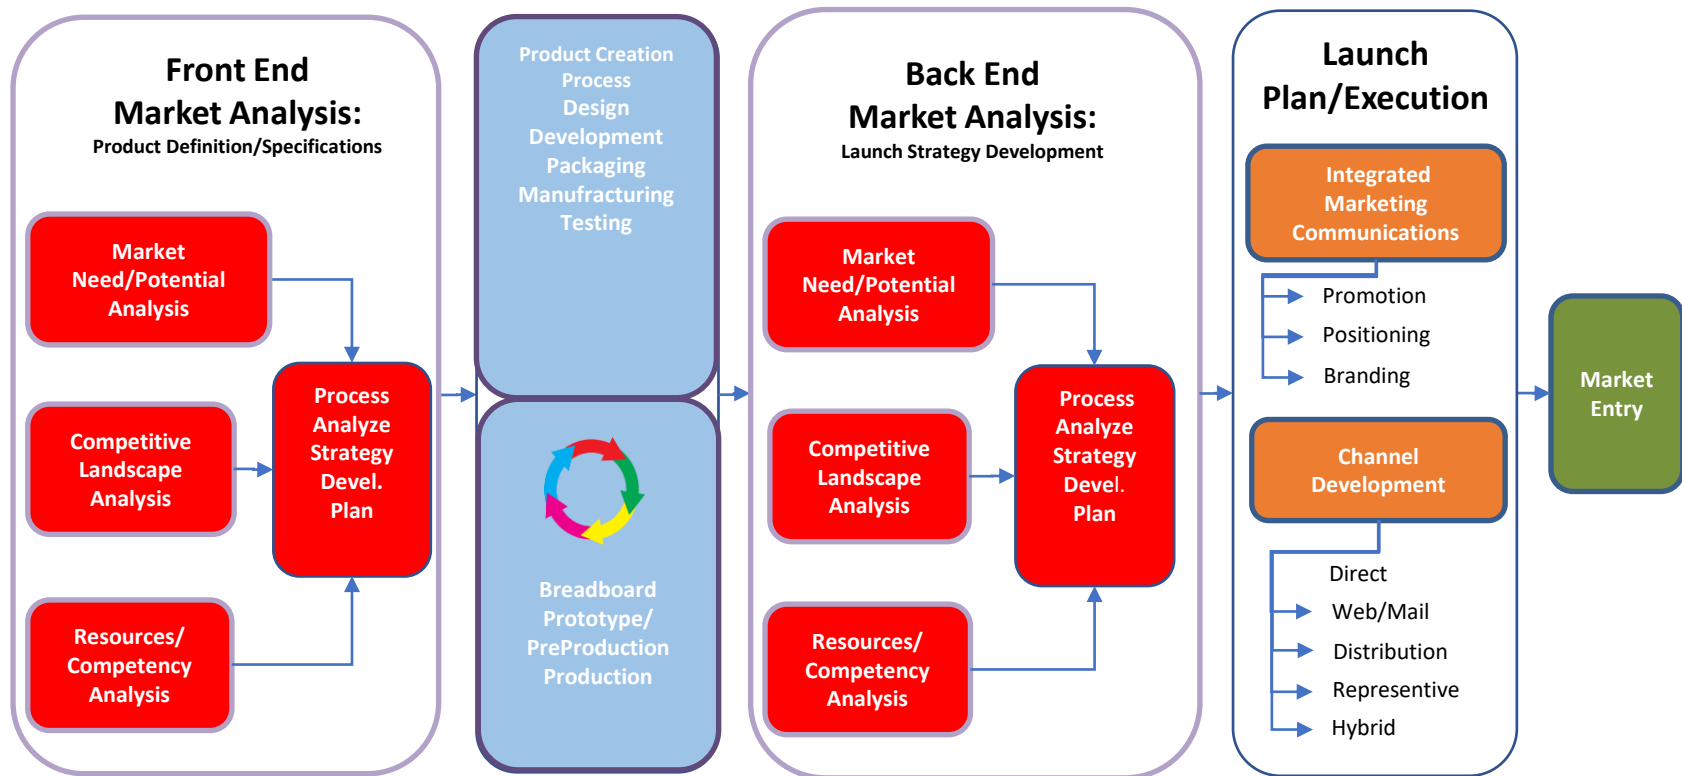 Front End
Market Analysis:
Product Definition/Specifications
Market
Need/Potential
Analysis
Competitive
Landscape
Analysis
Resources/
Competency
Analysis
Process
Analyze
Strategy
Devel.
Plan
Product Creation
Process
Design
Development
Packaging
Manufracturing
Testing
Breadboard
Prototype/
PreProduction
Production
Back End
Market Analysis:
Launch Strategy Development
Market
Need/Potential
Analysis
Competitive
Landscape
Analysis
Resources/
Competency
Analysis
Process
Analyze
Strategy
Devel.
Plan
Launch
Plan/Execution
Integrated
Marketing
Communications
Promotion
Positioning
Branding
Channel
Development
Direct
Web/Mail
Distribution
Representive
Hybrid
Market
Entry